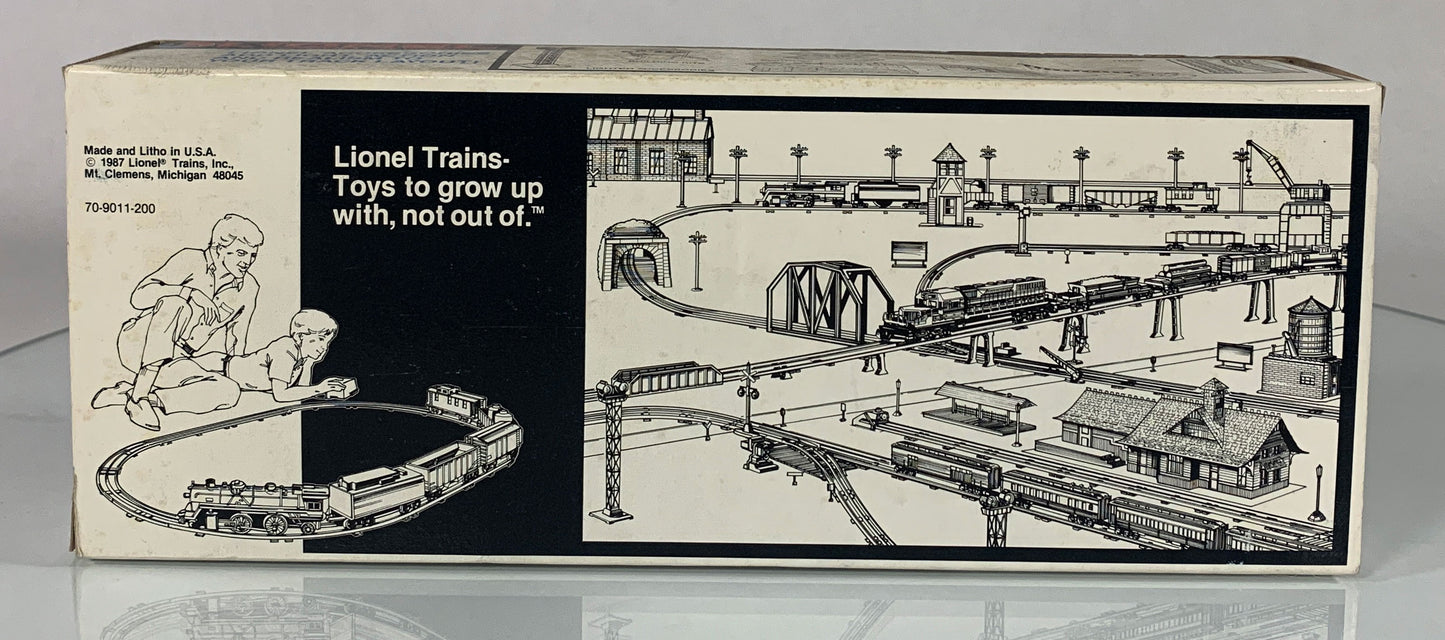 Made and Litho in U.S.A.
© 1987 Lionel® Trains, Inc.,
Mt. Clemens, Michigan 48045
70-9011-200
Lionel Trains-
Toys to grow up
with, not out of.™